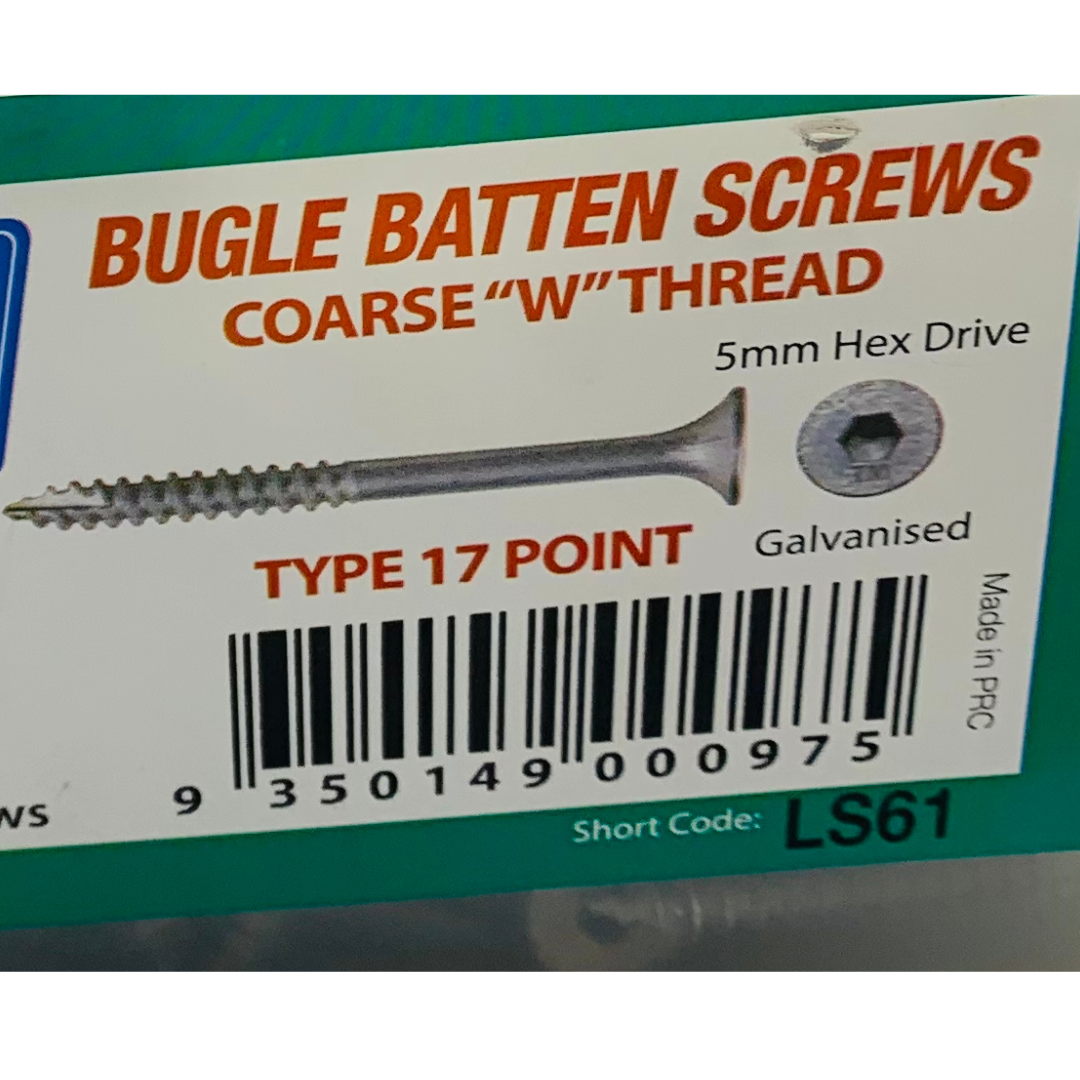 BUGLE BATTEN SCREWS
COARSE “W” THREAD
5mm Hex Drive
TYPE 17 POINT
Galvanised
Made in PRC
9 350149 000975
WS
Short Code: LS61